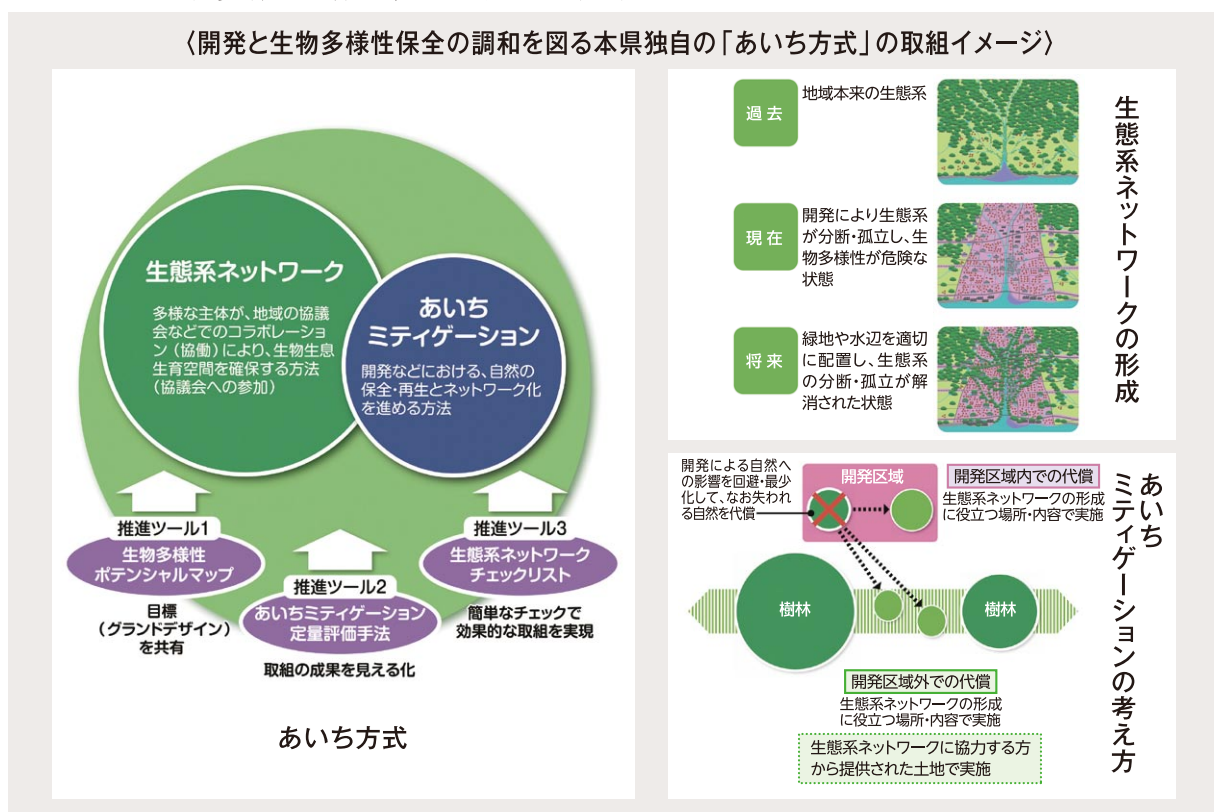 〈開発と生物多様性保全の調和を図る本県独自の「あいち方式」の取組イメージ〉
生態系ネットワーク
多様な主体が、地域の協議
会などでのコラボレーショ
ン（協働）により、生物生息
生育空間を確保する方法
（協議会への参加）
あいち
ミティゲーション
開発などにおける、自然の
保全・再生とネットワーク化
を進める方法
推進ツール1
生物多様性
ポテンシャルマップ
目標
（グランドデザイン）
を共有
推進ツール2
あいちミティゲーション
定量評価手法
取組の成果を見える化
推進ツール3
生態系ネットワーク
チェックリスト
簡単なチェックで
効果的な取組を実現
あいち方式
生態系ネットワークの形成
過去
地域本来の生態系
現在
開発により生態系
が分断・孤立し、生
物多様性が危険な
状態
将来
緑地や水辺を適切
に配置し、生態系
の分断・孤立が解
消された状態
あいち
ミティゲーションの考え方
開発による自然へ
の影響を回避・最少
化して、なお失われ
る自然を代償
開発区域
開発区域内での代償
生態系ネットワークの形成
に役立つ場所・内容で実施
樹林
樹林
開発区域外での代償
生態系ネットワークの形成
に役立つ場所・内容で実施
生態系ネットワークに協力する方
から提供された土地で実施